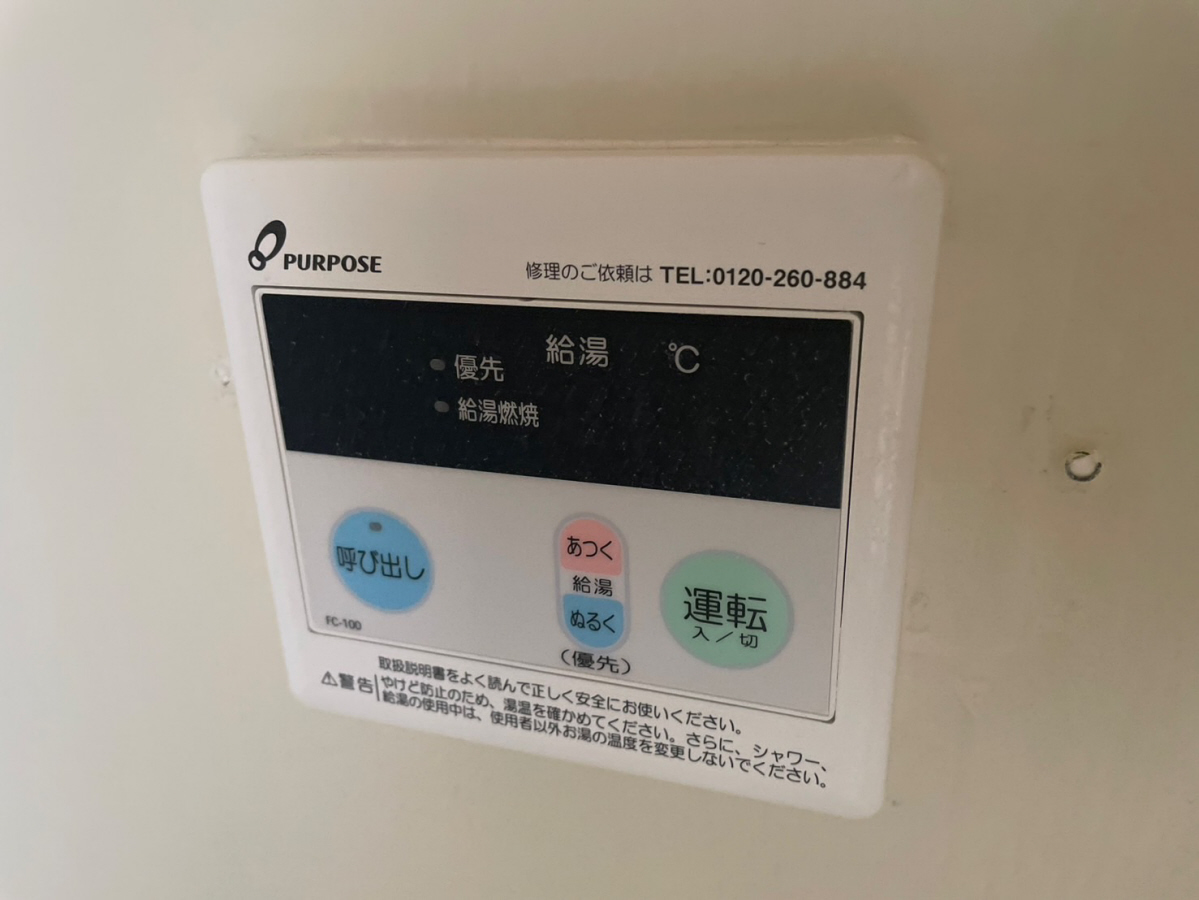 PURPOSE
修理のご依頼は TEL:0120-260-884
給湯 ℃
優先
給湯燃焼
呼び出し
あつく
給湯
ぬるく
(優先)
運転
入/切
FC-100
取扱説明書をよく読んで正しく安全にお使いください。
⚠警告 やけど防止のため、湯温を確かめてください。さらに、シャワー、
給湯の使用中は、使用者以外お湯の温度を変更しないでください。